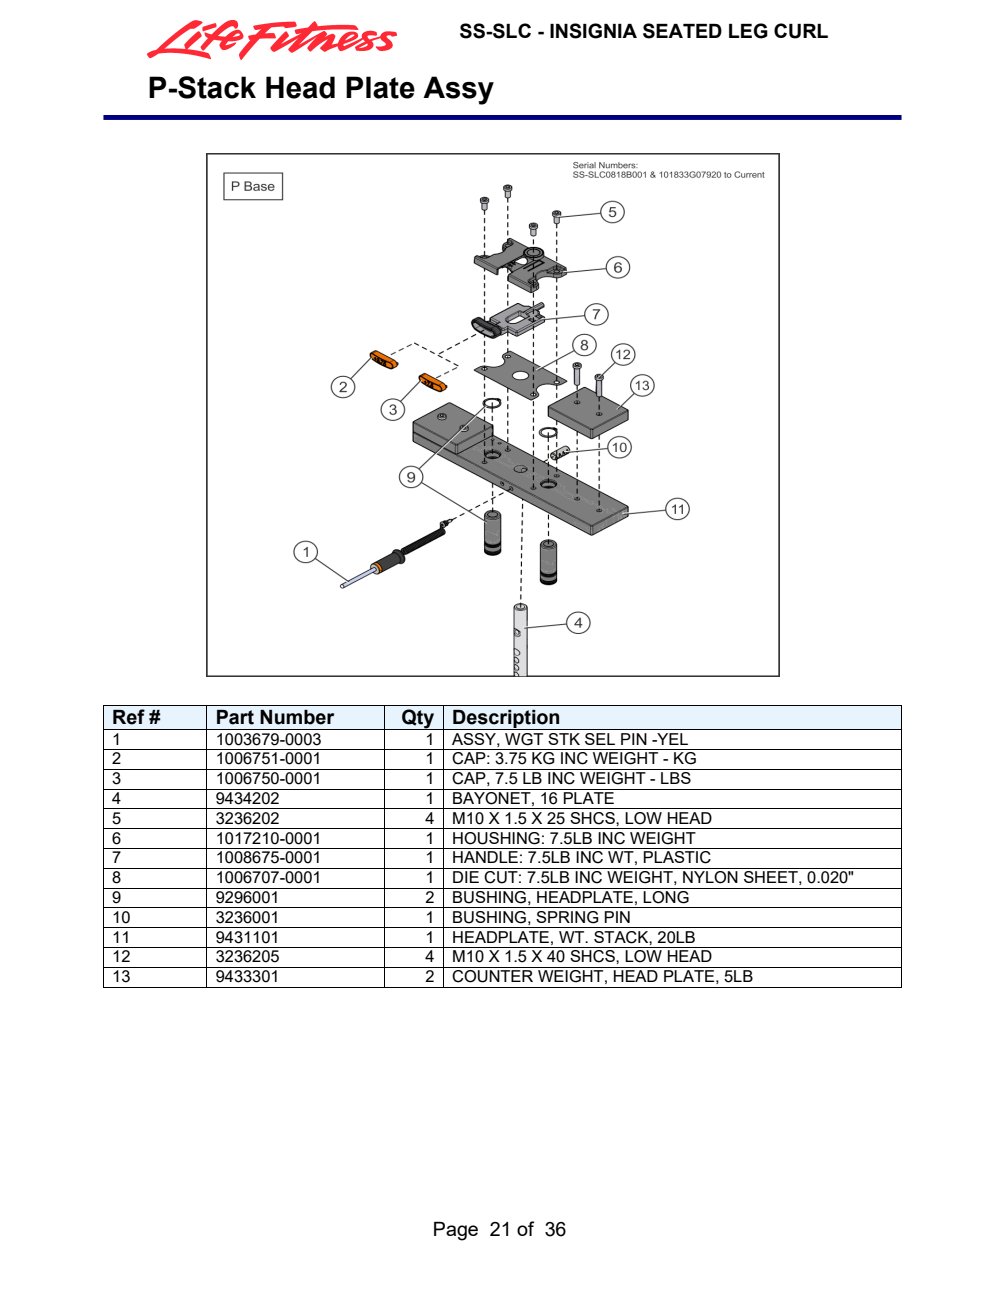 Life Fitness
SS-SLC - INSIGNIA SEATED LEG CURL
P-Stack Head Plate Assy
Serial Numbers:
SS-SLC0818B001 & 101833G07920 to Current
P Base
5
6
7
8
12
2
13
3
10
9
11
1
4
Ref # Part Number Qty Description
1 1003679-0003 1 ASSY, WGT STK SEL PIN -YEL
2 1006751-0001 1 CAP: 3.75 KG INC WEIGHT - KG
3 1006750-0001 1 CAP, 7.5 LB INC WEIGHT - LBS
4 9434202 1 BAYONET, 16 PLATE
5 3236202 4 M10 X 1.5 X 25 SHCS, LOW HEAD
6 1017210-0001 1 HOUSHING: 7.5LB INC WEIGHT
7 1008675-0001 1 HANDLE: 7.5LB INC WT, PLASTIC
8 1006707-0001 1 DIE CUT: 7.5LB INC WEIGHT, NYLON SHEET, 0.020"
9 9296001 2 BUSHING, HEADPLATE, LONG
10 3236001 1 BUSHING, SPRING PIN
11 9431101 1 HEADPLATE, WT. STACK, 20LB
12 3236205 4 M10 X 1.5 X 40 SHCS, LOW HEAD
13 9433301 2 COUNTER WEIGHT, HEAD PLATE, 5LB
Page 21 of 36